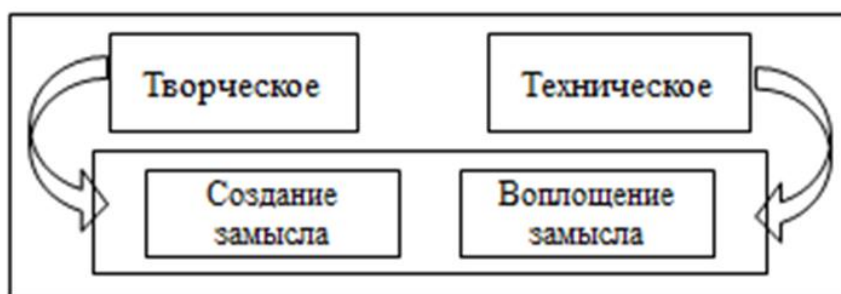 Творческое
Техническое
Создание
замысла
Воплощение
замысла